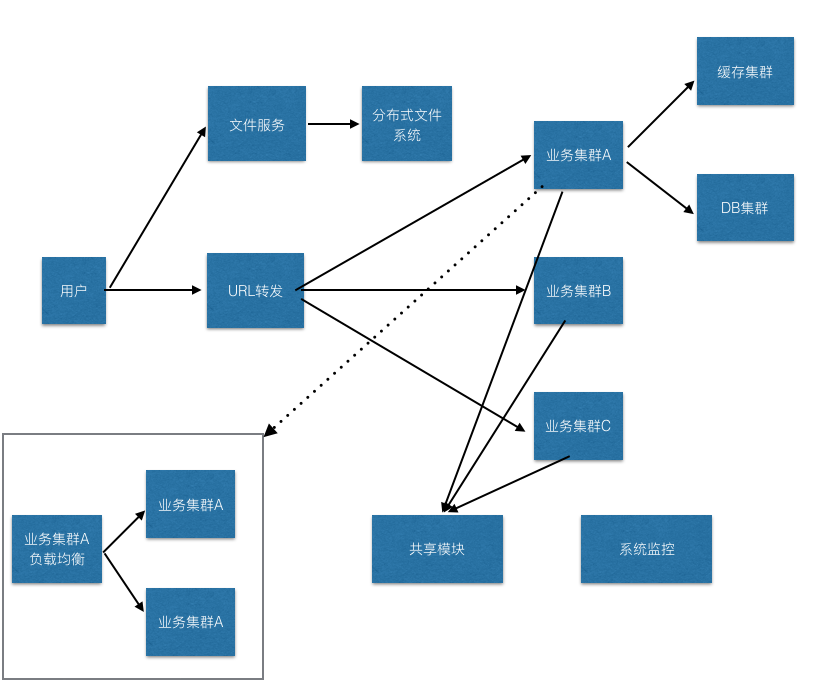 缓存集群
文件服务
分布式文件
系统
业务集群A
DB集群
用户
URL转发
业务集群B
业务集群C
业务集群A
业务集群A
负载均衡
业务集群A
共享模块
系统监控